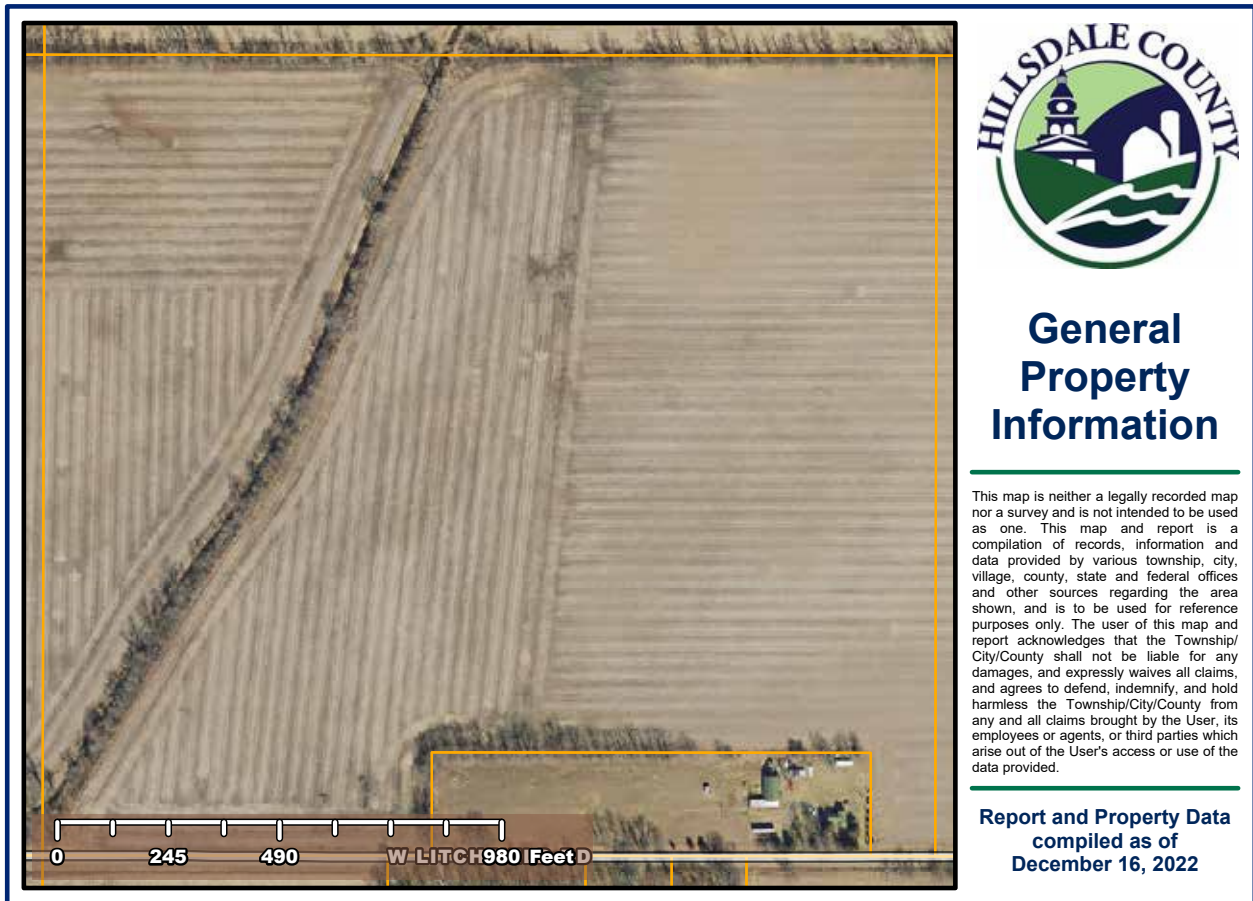 HILLSDALE COUNTY
General
Property
Information
This map is neither a legally recorded map
nor a survey and is not intended to be used
as one. This map and report is a
compilation of records, information and
data provided by various township, city,
village, county, state and federal offices
and other sources regarding the area
shown, and is to be used for reference
purposes only. The user of this map and
report acknowledges that the Township/
City/County shall not be liable for any
damages, and expressly waives all claims,
and agrees to defend, indemnify, and hold
harmless the Township/City/County from
any and all claims brought by the User, its
employees or agents, or third parties which
arise out of the User's access or use of the
data provided.
Report and Property Data
compiled as of
December 16, 2022
0 245 490 980 Feet
W